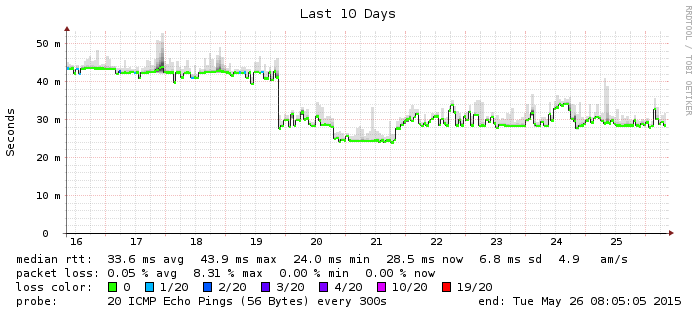 Last 10 Days
RRDTOOL / TOBI OETIKER
Seconds
50 m
40 m
30 m
20 m
10 m
0
16 17 18 19 20 21 22 23 24 25
median rtt: 33.6 ms avg 43.9 ms max 24.0 ms min 28.5 ms now 6.8 ms sd 4.9 am/s
packet loss: 0.05 % avg 8.31 % max 0.00 % min 0.00 % now
loss color: 0 1/20 2/20 3/20 4/20 10/20 19/20
probe: 20 ICMP Echo Pings (56 Bytes) every 300s end: Tue May 26 08:05:05 2015